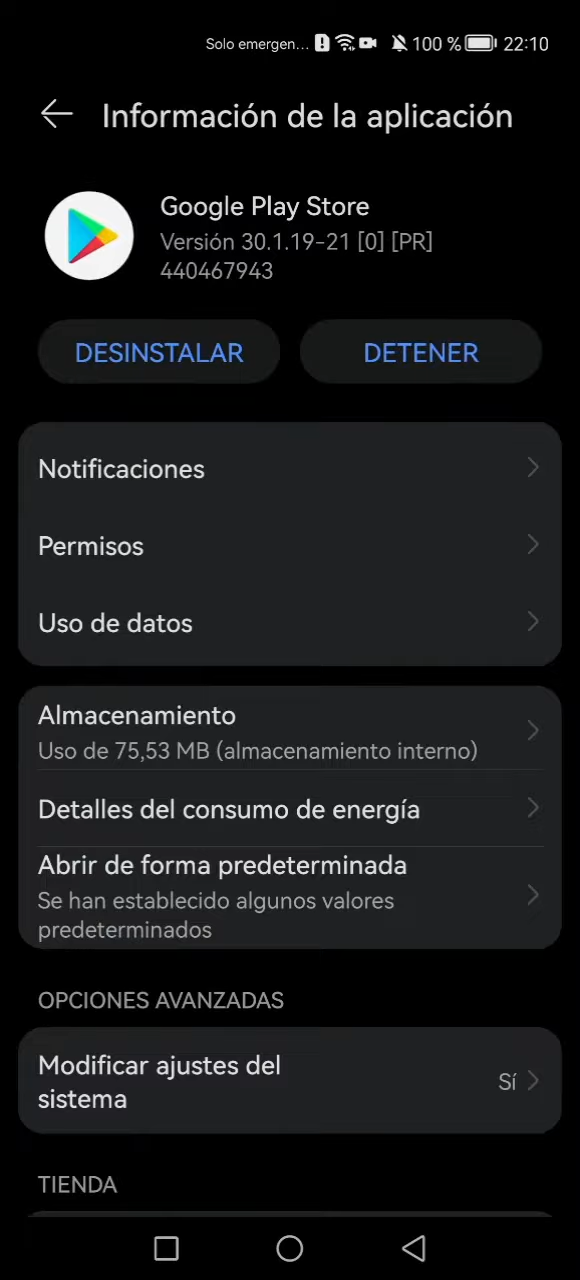 Solo emergen... 100 % 22:10
Información de la aplicación
Google Play Store
Versión 30.1.19-21 [0] [PR]
440467943
DESINSTALAR DETENER
Notificaciones
Permisos
Uso de datos
Almacenamiento
Uso de 75,53 MB (almacenamiento interno)
Detalles del consumo de energía
Abrir de forma predeterminada
Se han establecido algunos valores
predeterminados
OPCIONES AVANZADAS
Modificar ajustes del
sistema
Sí
TIENDA